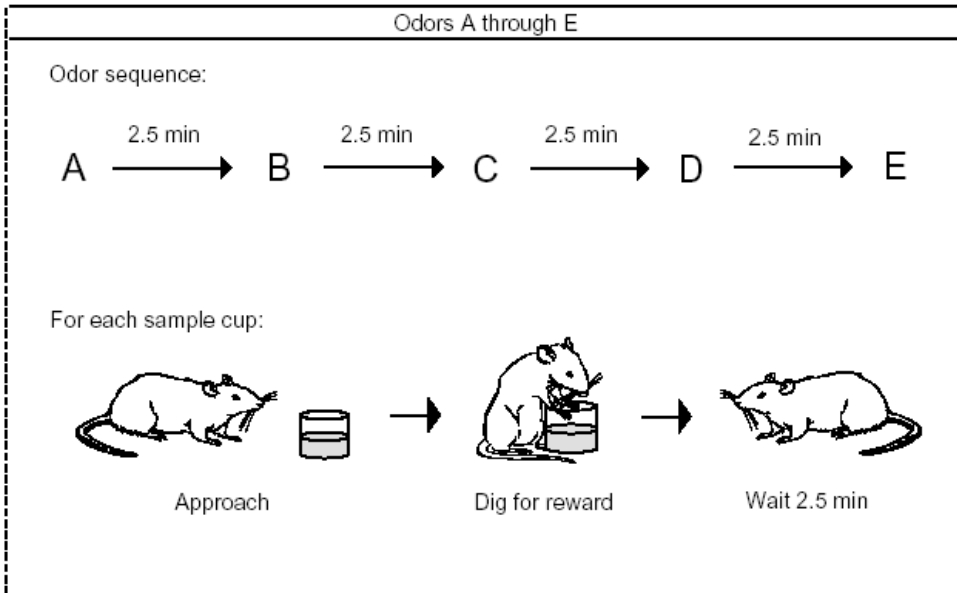 Odors A through E
Odor sequence:
2.5 min 2.5 min 2.5 min 2.5 min
A B C D E
For each sample cup:
Approach Dig for reward Wait 2.5 min